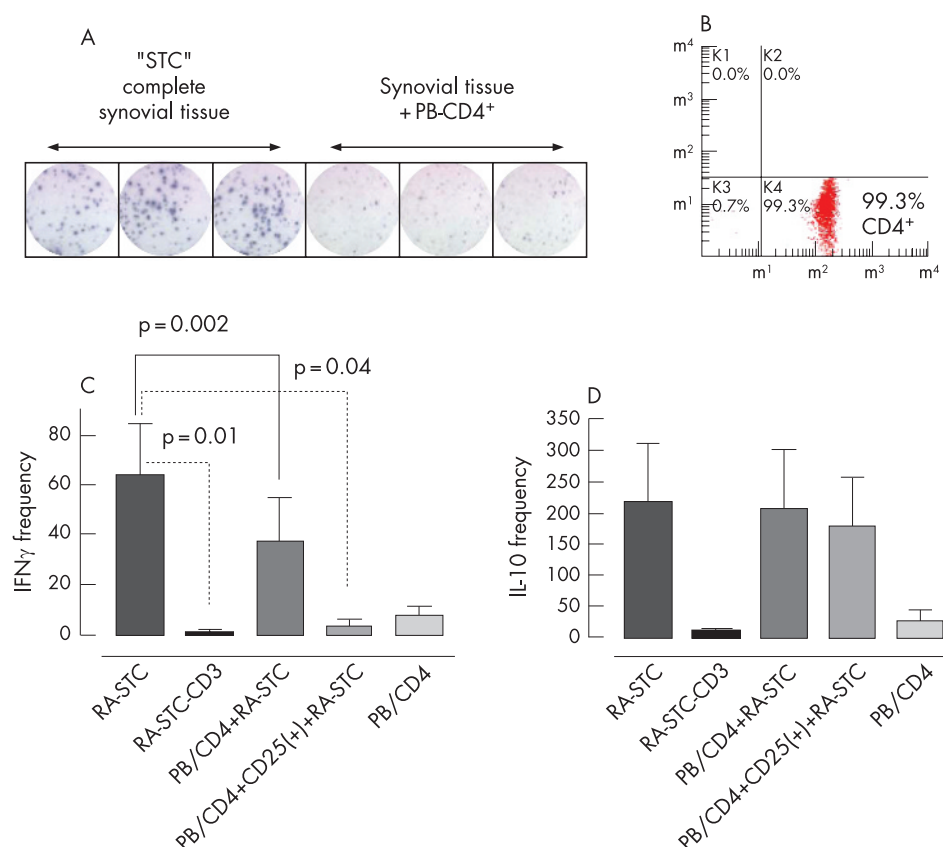 A
"STC"
complete
synovial tissue
Synovial tissue
+ PB-CD4⁺
B
m⁴
m³
m²
m¹
K1
0.0%
K2
0.0%
K3
0.7%
K4
99.3%
99.3%
CD4⁺
m¹ m² m³ m⁴
C
p = 0.002
p = 0.04
p = 0.01
IFNγ frequency
80
60
40
20
0
RA-STC
RA-STC-CD3
PB/CD4+RA-STC
PB/CD4+CD25(+)+RA-STC
PB/CD4
D
IL-10 frequency
350
300
250
200
150
100
50
0
RA-STC
RA-STC-CD3
PB/CD4+RA-STC
PB/CD4+CD25(+)+RA-STC
PB/CD4